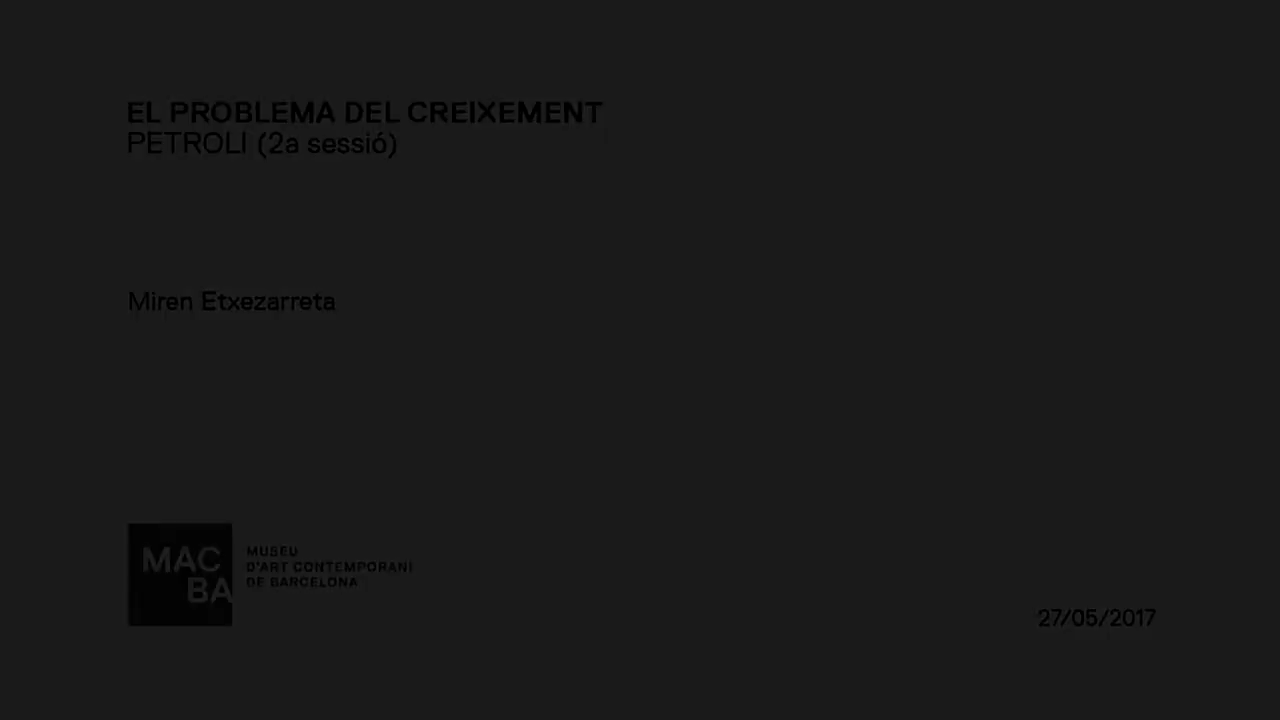 EL PROBLEMA DEL CREIXEMENT
PETROLI (2a sessió)
Miren Etxezarreta
MAC
BA
MUSEU
D'ART CONTEMPORANI
DE BARCELONA
27/05/2017